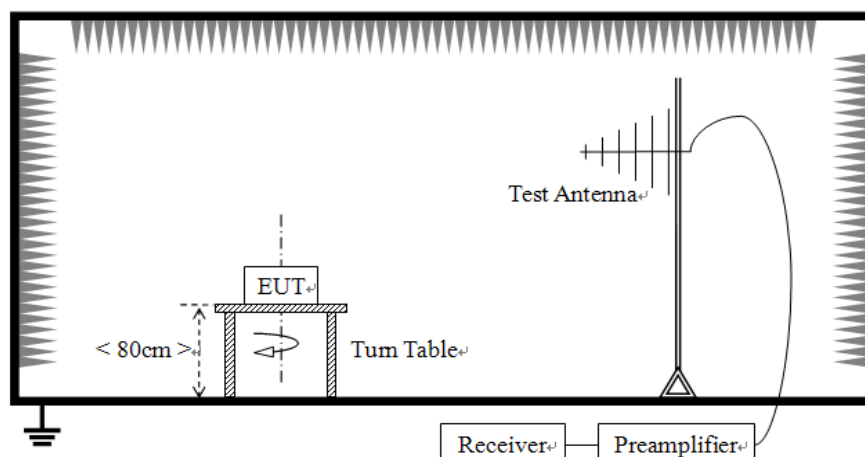 Test Antenna
EUT
< 80cm >
Turn Table
Receiver
Preamplifier